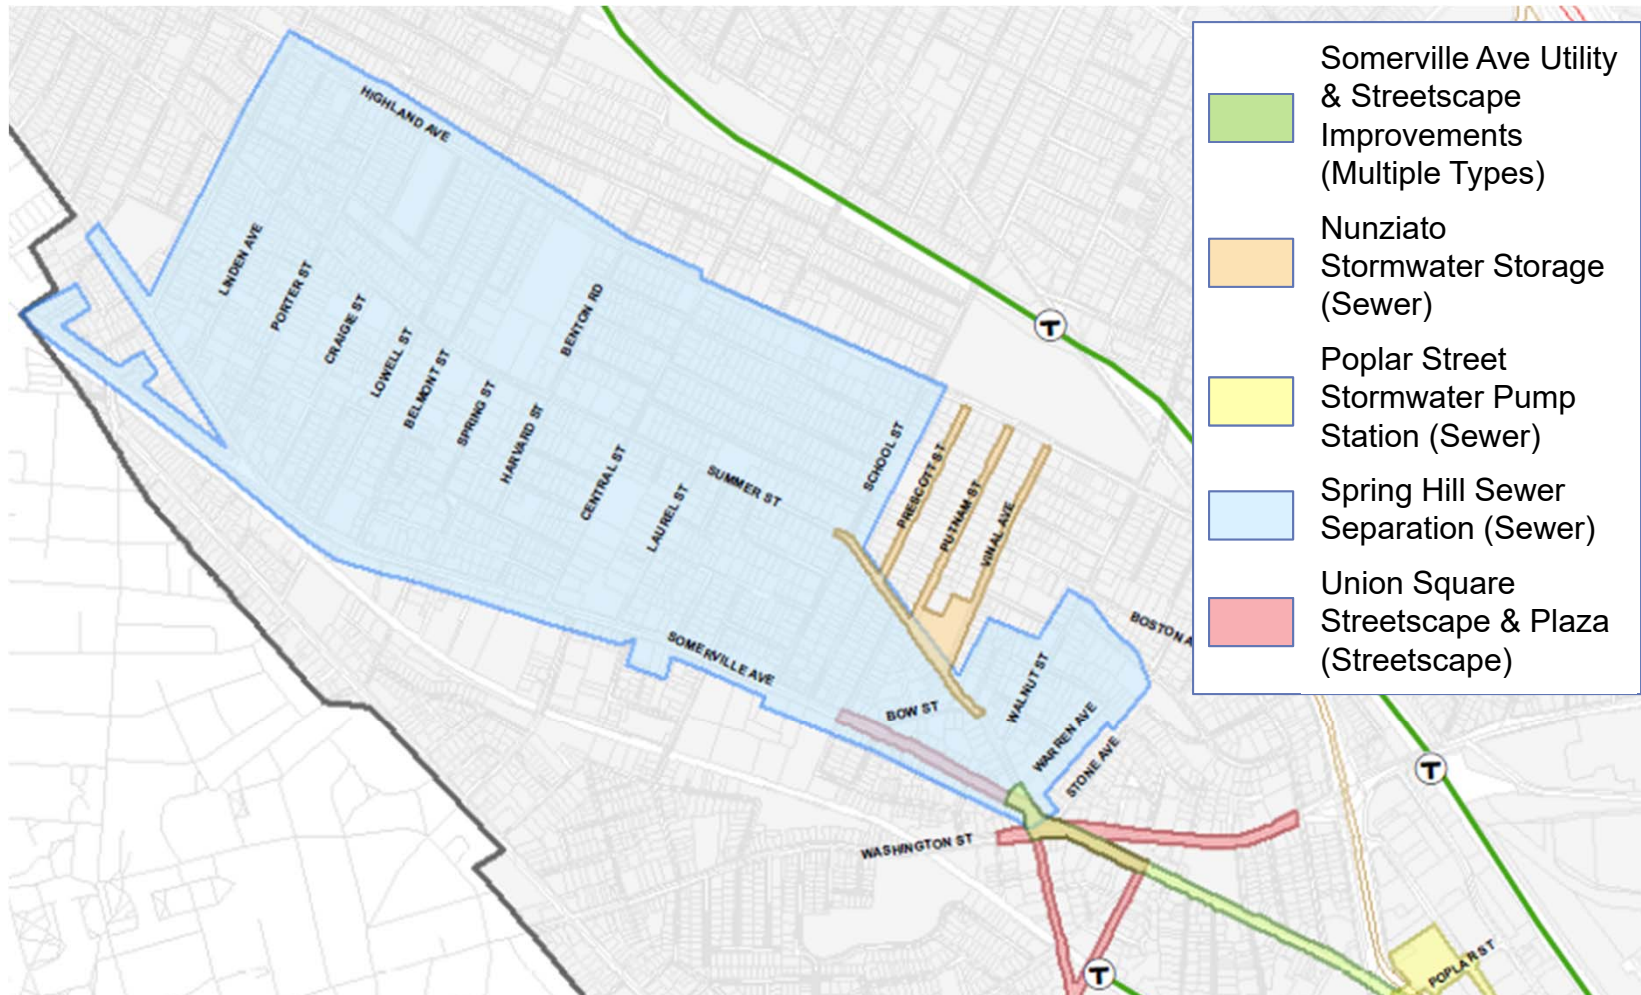 HIGHLAND AVE
LINDEN AVE
PORTER ST
CRAIGIE ST
LOWELL ST
BELMONT ST
SPRING ST
HARVARD ST
BENTON RD
CENTRAL ST
LAUREL ST
SUMMER ST
SCHOOL ST
PRESCOTT ST
PUTNAM ST
VINAL AVE
SOMERVILLE AVE
BOW ST
WALNUT ST
WARREN AVE
STONE AVE
BOSTON A
WASHINGTON ST
POPLAR ST
T
T
T
Somerville Ave Utility
& Streetscape
Improvements
(Multiple Types)
Nunziato
Stormwater Storage
(Sewer)
Poplar Street
Stormwater Pump
Station (Sewer)
Spring Hill Sewer
Separation (Sewer)
Union Square
Streetscape & Plaza
(Streetscape)